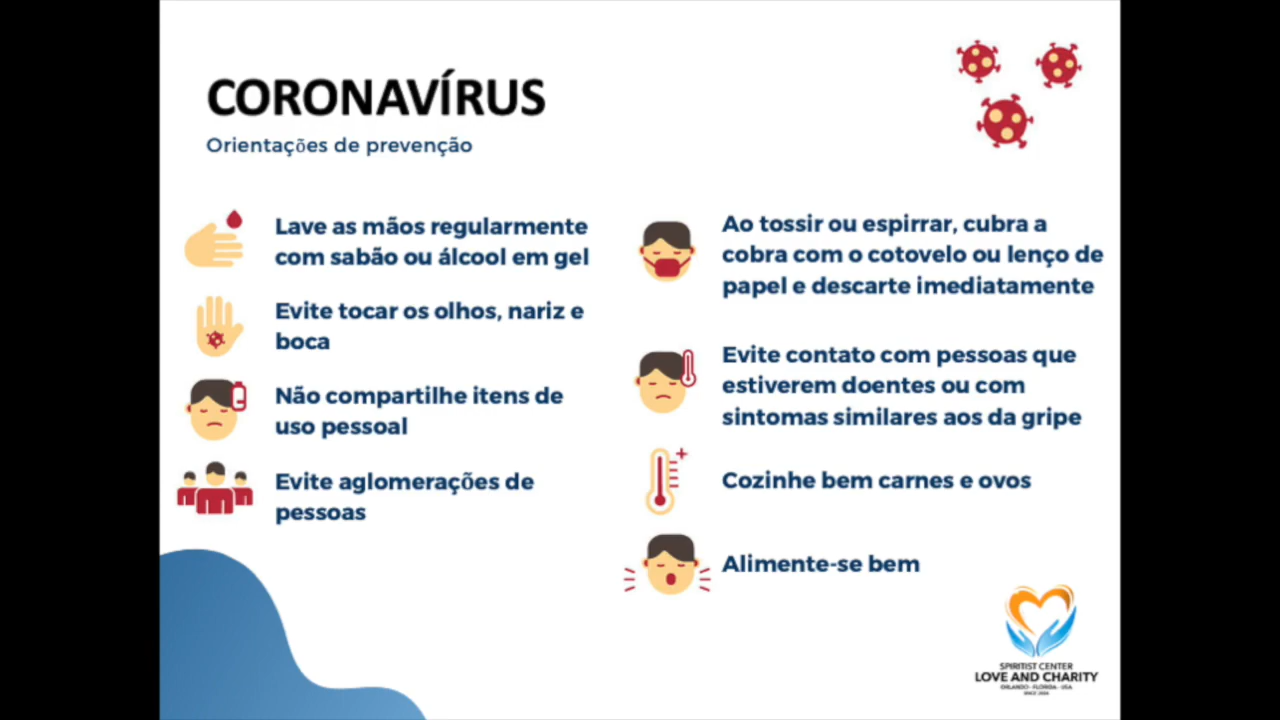 CORONAVÍRUS
Orientações de prevenção
Lave as mãos regularmente
com sabão ou álcool em gel
Evite tocar os olhos, nariz e
boca
Não compartilhe itens de
uso pessoal
Evite aglomerações de
pessoas
Ao tossir ou espirrar, cubra a
cobra com o cotovelo ou lenço de
papel e descarte imediatamente
Evite contato com pessoas que
estiverem doentes ou com
sintomas similares aos da gripe
Cozinhe bem carnes e ovos
Alimente-se bem
SPIRITIST CENTER
LOVE AND CHARITY
ORLANDO - FLORIDA - USA
SINCE